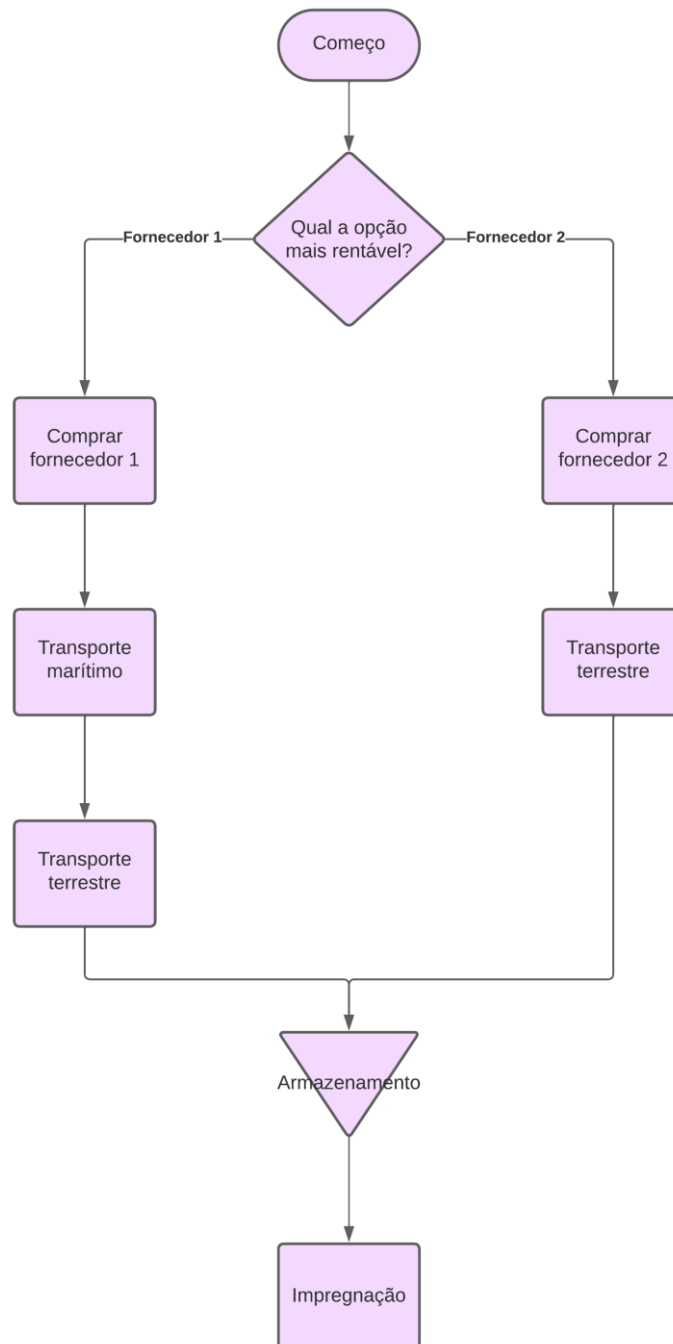 Começo
Qual a opção
mais rentável?
Fornecedor 1
Fornecedor 2
Comprar
fornecedor 1
Comprar
fornecedor 2
Transporte
marítimo
Transporte
terrestre
Transporte
terrestre
Armazenamento
Impregnação